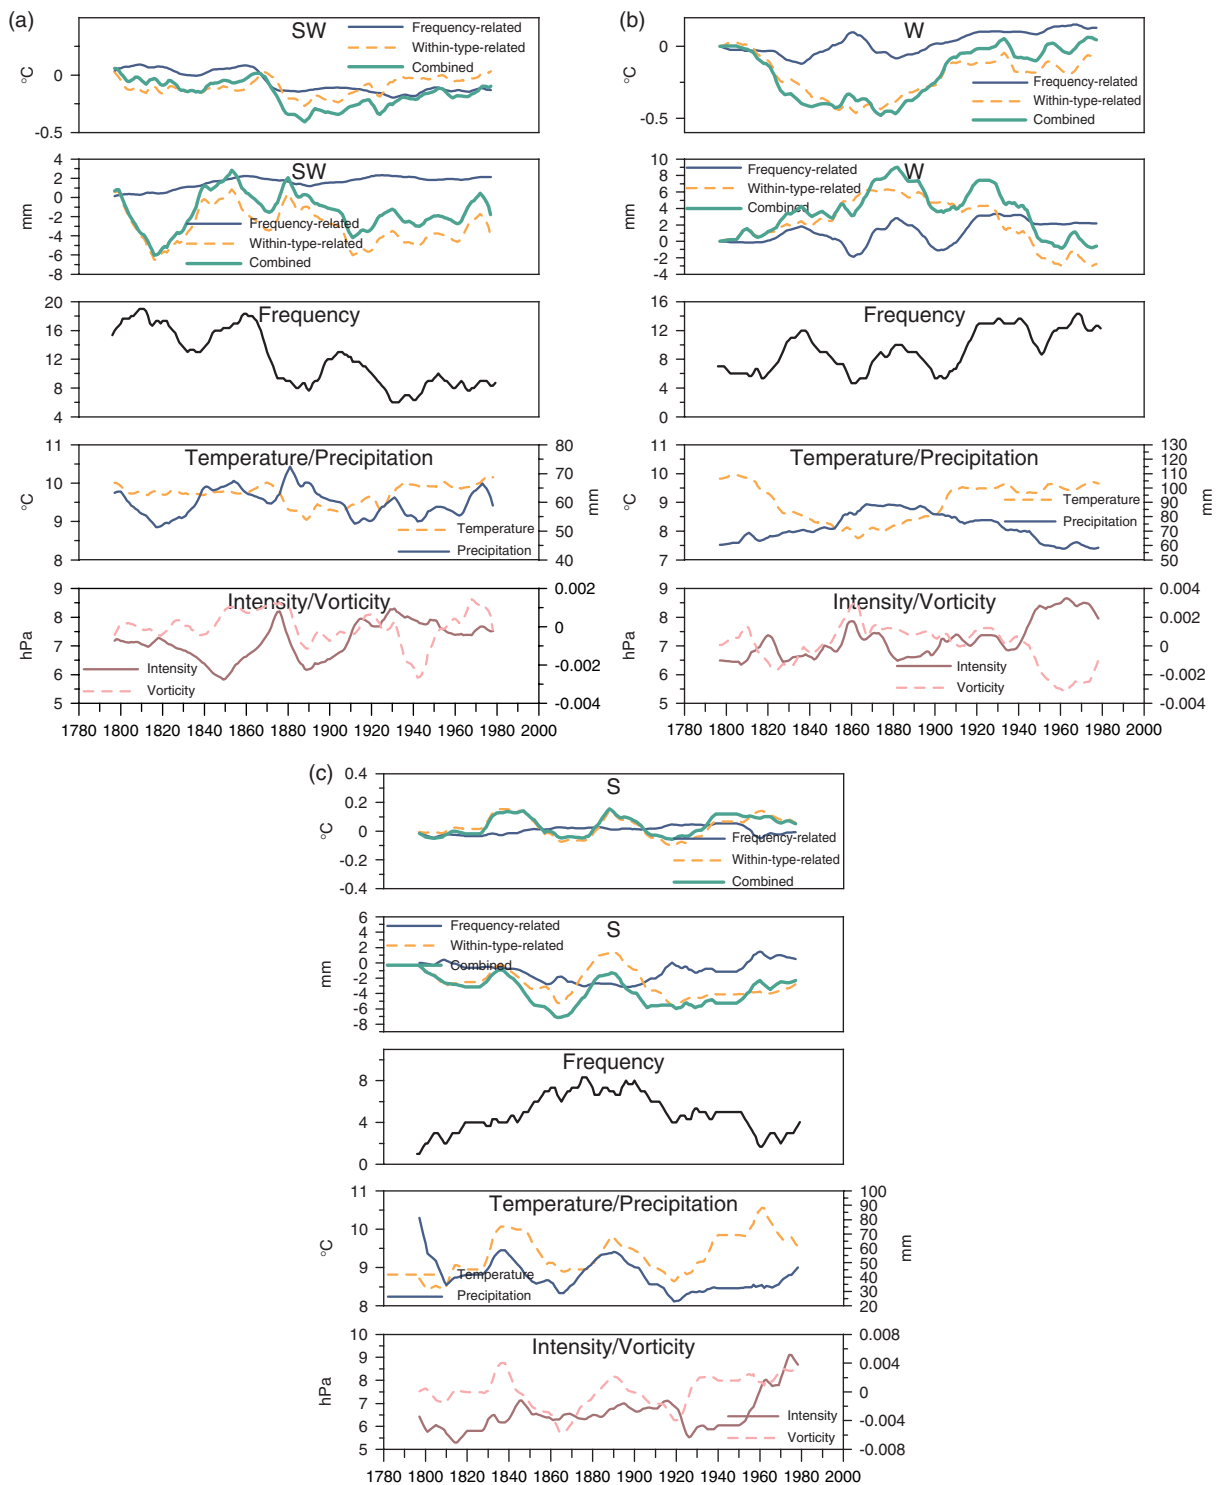 (a)
SW
Frequency-related
Within-type-related
Combined
°C
0
-0.5
SW
mm
4
2
0
-2
-4
-6
-8
Frequency-related
Within-type-related
Combined
Frequency
20
16
12
8
4
Temperature/Precipitation
°C
11
10
9
8
80
70
60
50
40
mm
Temperature
Precipitation
Intensity/Vorticity
hPa
9
8
7
6
5
0.002
0
-0.002
-0.004
Intensity
Vorticity
1780 1800 1820 1840 1860 1880 1900 1920 1940 1960 1980 2000
(b)
W
°C
0
-0.5
Frequency-related
Within-type-related
Combined
W
mm
10
8
6
4
2
0
-2
-4
Frequency-related
Within-type-related
Combined
Frequency
16
12
8
4
0
Temperature/Precipitation
°C
11
10
9
8
7
130
110
100
90
80
70
60
50
mm
Temperature
Precipitation
Intensity/Vorticity
hPa
9
8
7
6
5
0.004
0.002
0
-0.002
-0.004
Intensity
Vorticity
1780 1800 1820 1840 1860 1880 1900 1920 1940 1960 1980 2000
(c)
S
°C
0.4
0.2
0
-0.2
-0.4
Frequency-related
Within-type-related
Combined
S
mm
6
4
2
0
-2
-4
-6
-8
Frequency-related
Within-type-related
Combined
Frequency
8
4
0
Temperature/Precipitation
°C
11
10
9
8
100
90
80
70
60
50
40
30
20
mm
Temperature
Precipitation
Intensity/Vorticity
hPa
10
9
8
7
6
5
0.008
0.004
0
-0.004
-0.008
Intensity
Vorticity
1780 1800 1820 1840 1860 1880 1900 1920 1940 1960 1980 2000